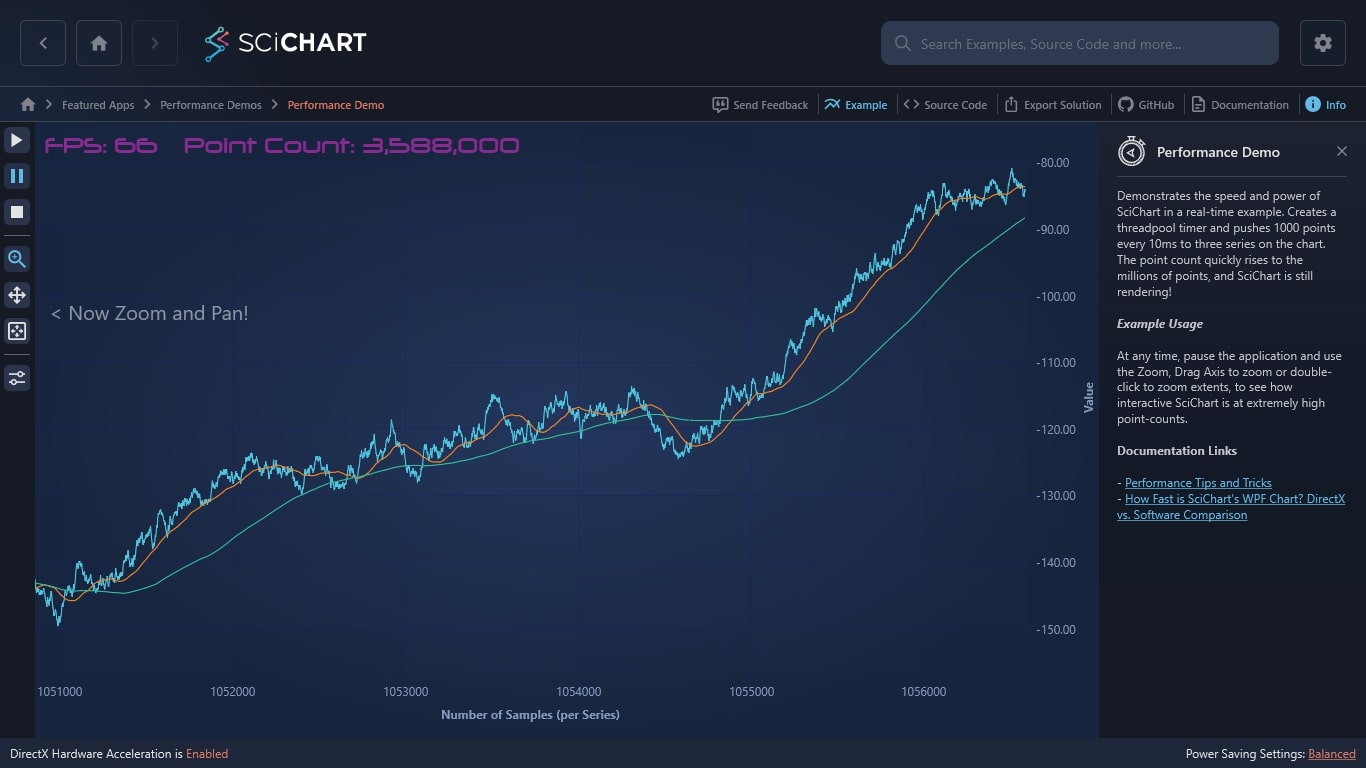 SCiCHART
Search Examples, Source Code and more...
Featured Apps
Performance Demos
Performance Demo
Send Feedback
Example
Source Code
Export Solution
GitHub
Documentation
Info
FPS: 66 Point Count: 3,588,000
< Now Zoom and Pan!
-80.00
-90.00
-100.00
-110.00
-120.00
-130.00
-140.00
-150.00
Value
1051000
1052000
1053000
1054000
1055000
1056000
Number of Samples (per Series)
Performance Demo
Demonstrates the speed and power of
SciChart in a real-time example. Creates a
threadpool timer and pushes 1000 points
every 10ms to three series on the chart.
The point count quickly rises to the
millions of points, and SciChart is still
rendering!
Example Usage
At any time, pause the application and use
the Zoom, Drag Axis to zoom or double-
click to zoom extents, to see how
interactive SciChart is at extremely high
point-counts.
Documentation Links
- Performance Tips and Tricks
- How Fast is SciChart's WPF Chart? DirectX
vs. Software Comparison
DirectX Hardware Acceleration is Enabled
Power Saving Settings: Balanced